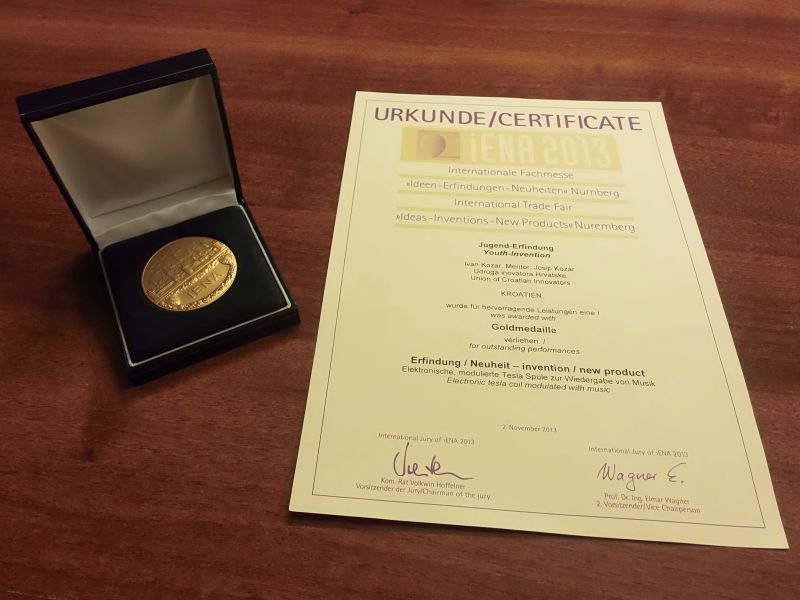 URKUNDE/CERTIFICATE
iENA 2013
Internationale Fachmesse
»Ideen-Erfindungen-Neuheiten« Nürnberg
International Trade Fair
»Ideas-Inventions-New Products« Nuremberg
Jugend-Erfindung
Youth-Invention
Ivan Kozar, Mentor: Josip Kozar
Udruga inovatora Hrvatske
Union of Croatian Innovators
KROATIEN
wurde für hervorragende Leistungen eine /
was awarded with
Goldmedaille
verliehen. /
for outstanding performances
Erfindung / Neuheit – invention / new product
Elektronische, modulierte Tesla Spule zur Wiedergabe von Musik
Electronic tesla coil modulated with music
2. November 2013
International Jury of iENA 2013
Kom. Rat Volkwin Hoffelner
Vorsitzender der Jury/Chairman of the jury
International Jury of iENA 2013
Wagner E.
Prof. Dr. Ing. Elmar Wagner
2. Vorsitzender/Vice Chairperson
IENA